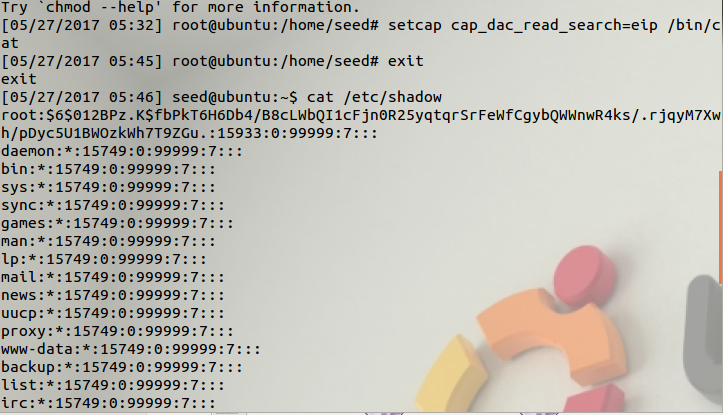 Try `chmod --help' for more information.
[05/27/2017 05:32] root@ubuntu:/home/seed# setcap cap_dac_read_search=eip /bin/c
at
[05/27/2017 05:45] root@ubuntu:/home/seed# exit
exit
[05/27/2017 05:46] seed@ubuntu:~$ cat /etc/shadow
root:$6$012BPz.K$fbPkT6H6Db4/B8cLWbQI1cFjn0R25yqtqrSrFeWfCgybQWWnwR4ks/.rjqyM7Xw
h/pDyc5U1BWOzkWh7T9ZGu.:15933:0:99999:7:::
daemon:*:15749:0:99999:7:::
bin:*:15749:0:99999:7:::
sys:*:15749:0:99999:7:::
sync:*:15749:0:99999:7:::
games:*:15749:0:99999:7:::
man:*:15749:0:99999:7:::
lp:*:15749:0:99999:7:::
mail:*:15749:0:99999:7:::
news:*:15749:0:99999:7:::
uucp:*:15749:0:99999:7:::
proxy:*:15749:0:99999:7:::
www-data:*:15749:0:99999:7:::
backup:*:15749:0:99999:7:::
list:*:15749:0:99999:7:::
irc:*:15749:0:99999:7:::